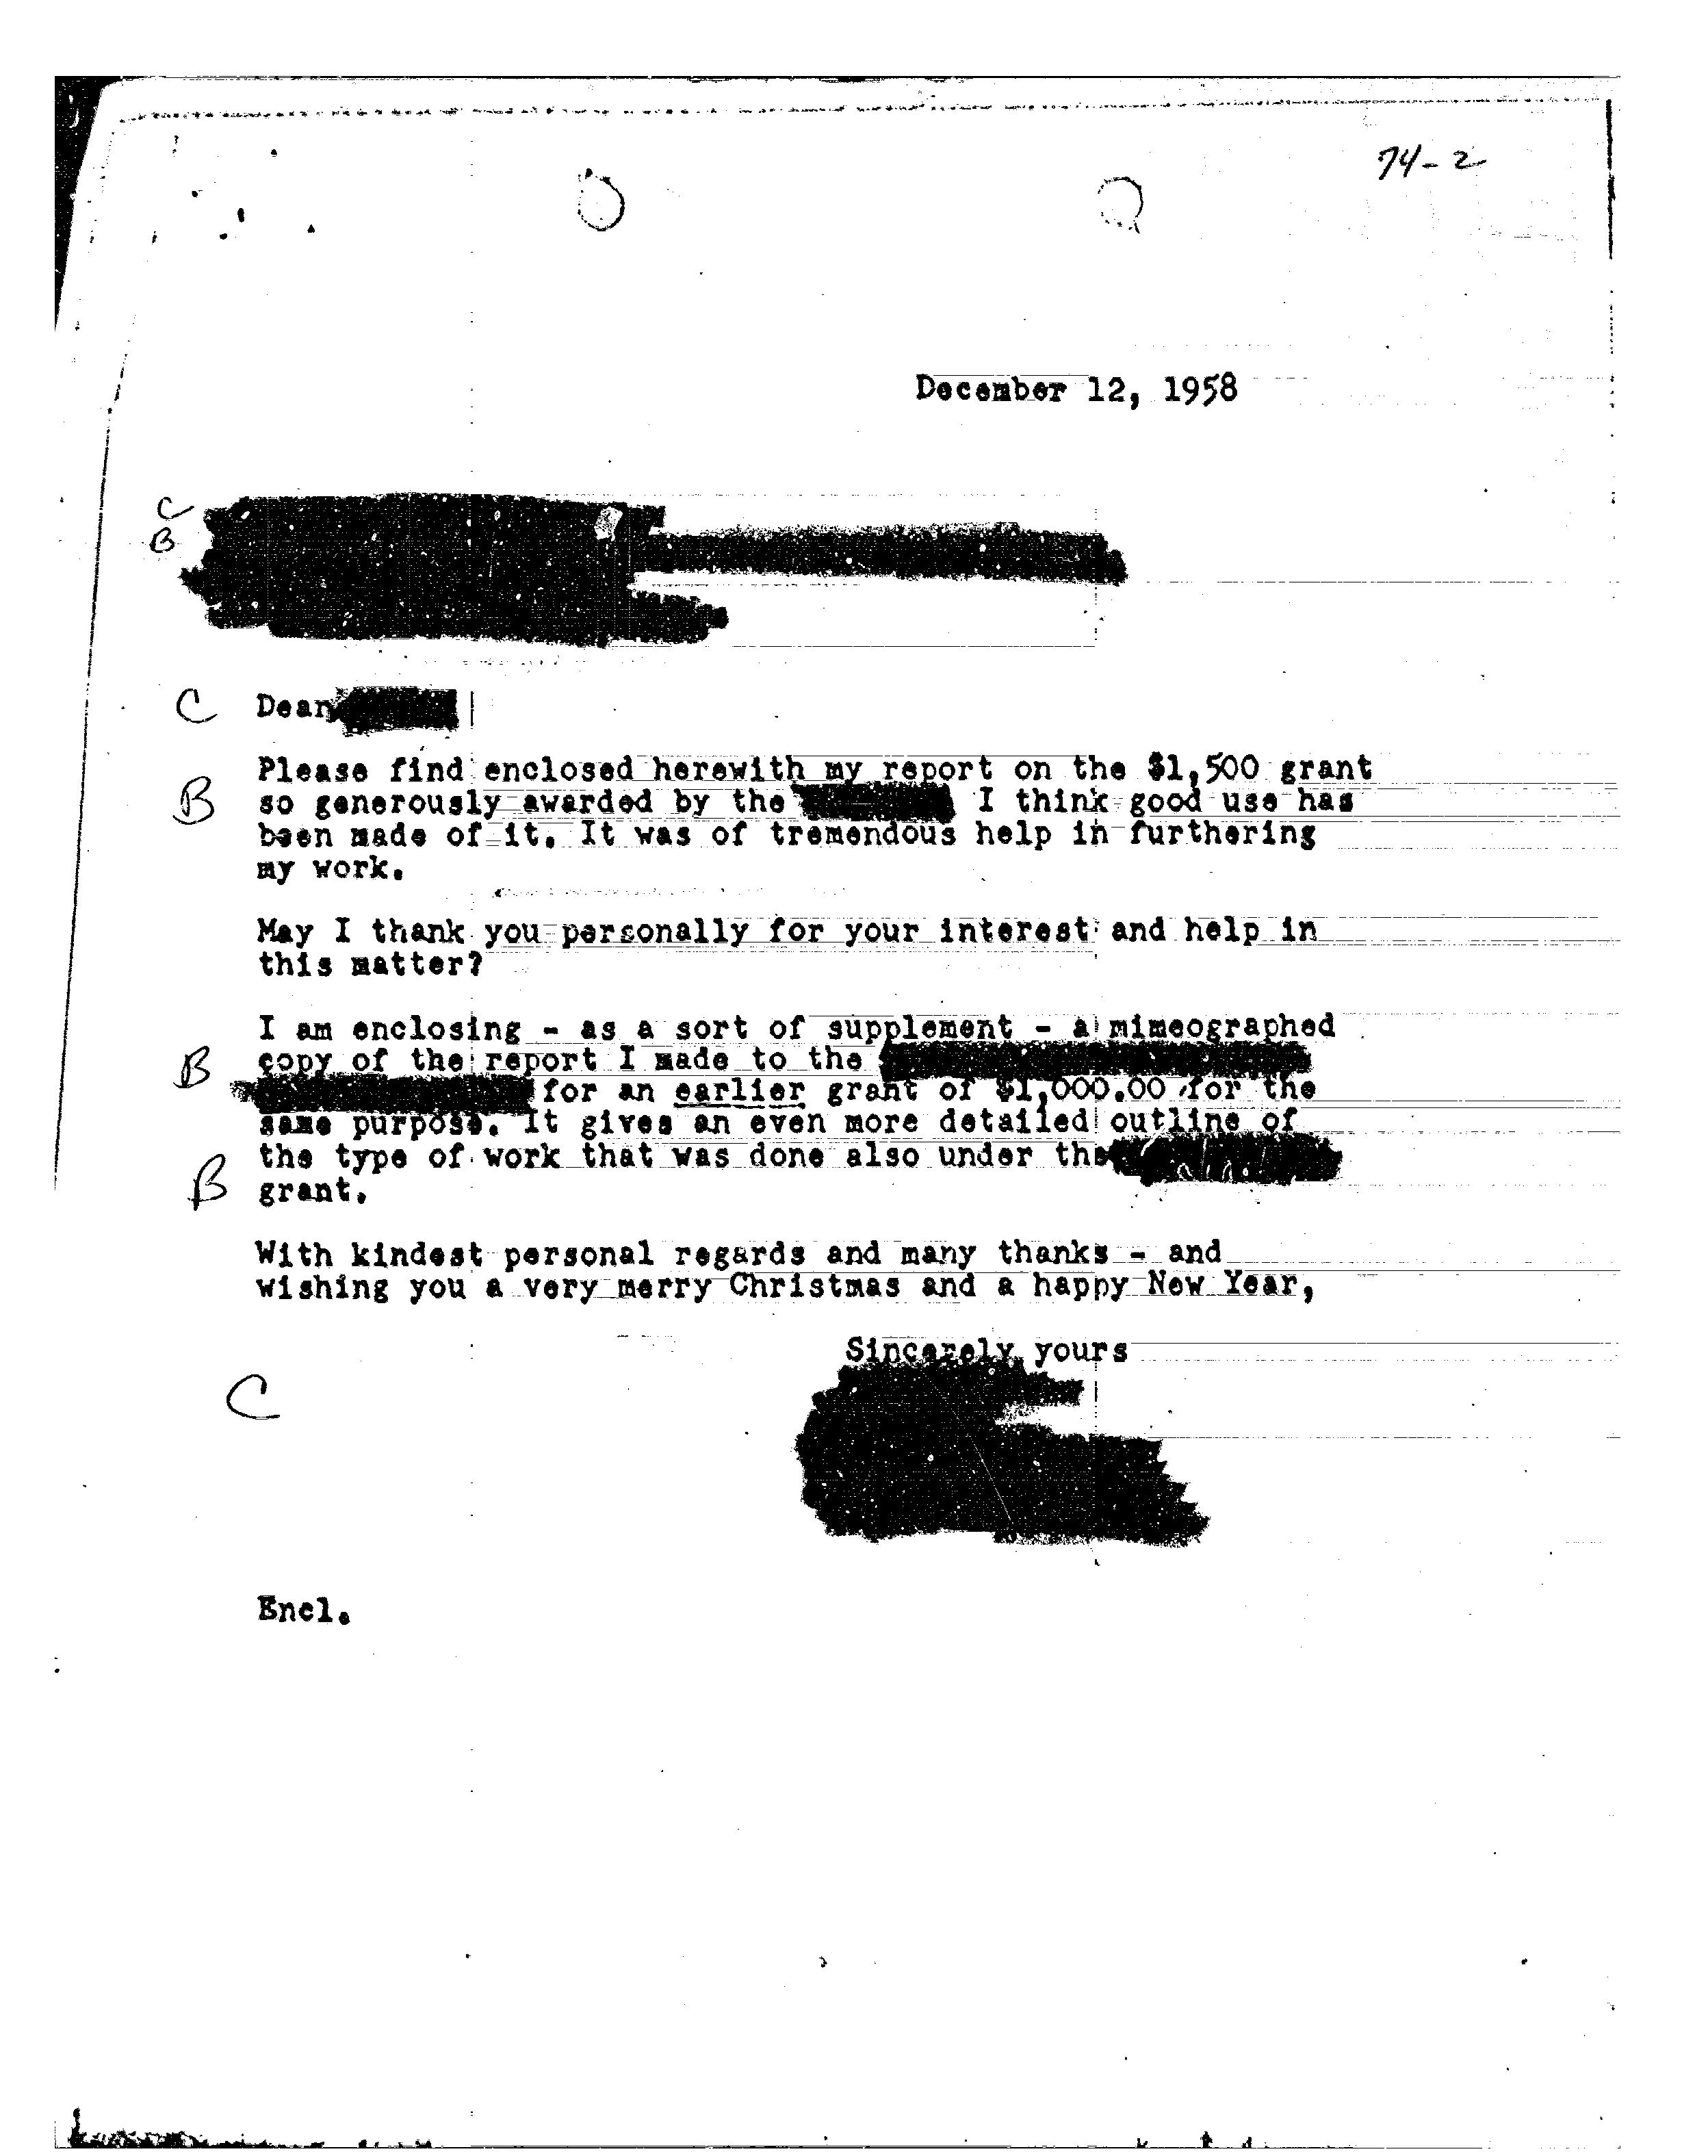 74-2
December 12, 1958
C
B
C Dear
Please find enclosed herewith my report on the $1,500 grant
B so generously awarded by the I think good use has
been made of it. It was of tremendous help in furthering
my work.
May I thank you personally for your interest and help in
this matter?
I am enclosing - as a sort of supplement - a mimeographed
B copy of the report I made to the
for an earlier grant of $1,000.00 for the
same purpose. It gives an even more detailed outline of
the type of work that was done also under the
B grant.
With kindest personal regards and many thanks - and
wishing you a very merry Christmas and a happy New Year,
Sincerely yours
C
Encl.